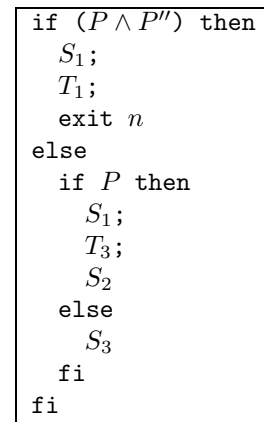 if (P ∧ P′′) then
S₁;
T₁;
exit n
else
if P then
S₁;
T₃;
S₂
else
S₃
fi
fi